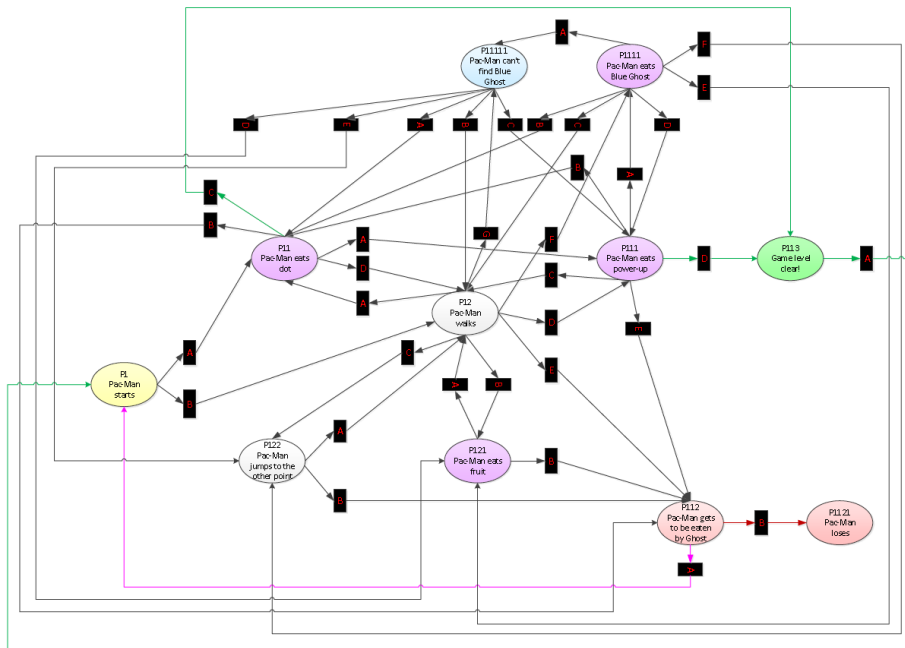 A
P11111
Pac-Man can't
find Blue
Ghost
P1111
Pac-Man eats
Blue Ghost
F
E
D
E
A
B
C
B
C
D
B
A
C
B
G
P11
Pac-Man eats
dot
A
D
A
F
C
P111
Pac-Man eats
power-up
D
P113
Game level
clear!
A
P12
Pac-Man
walks
D
E
E
A
B
P1
Pac-Man
starts
C
A
B
P122
Pac-Man
jumps to the
other point
A
B
P121
Pac-Man eats
fruit
B
P112
Pac-Man gets
to be eaten
by Ghost
B
P1121
Pac-Man
loses
A